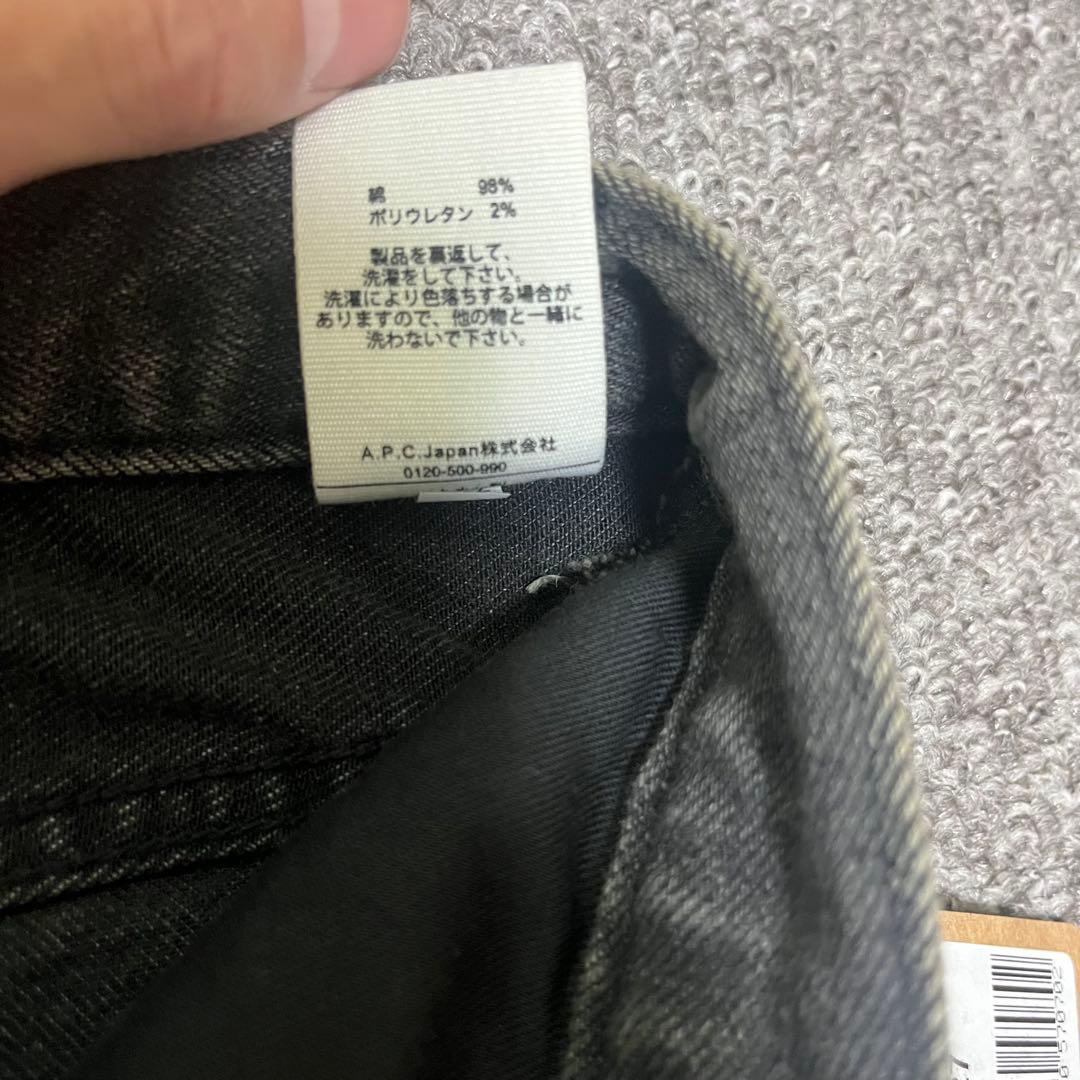 綿 98%
ポリウレタン 2%
製品を裏返して、
洗濯をして下さい。
洗濯により色落ちする場合が
ありますので、他の物と一緒に
洗わないで下さい。
A.P.C.Japan株式会社
0120-500-990
570702